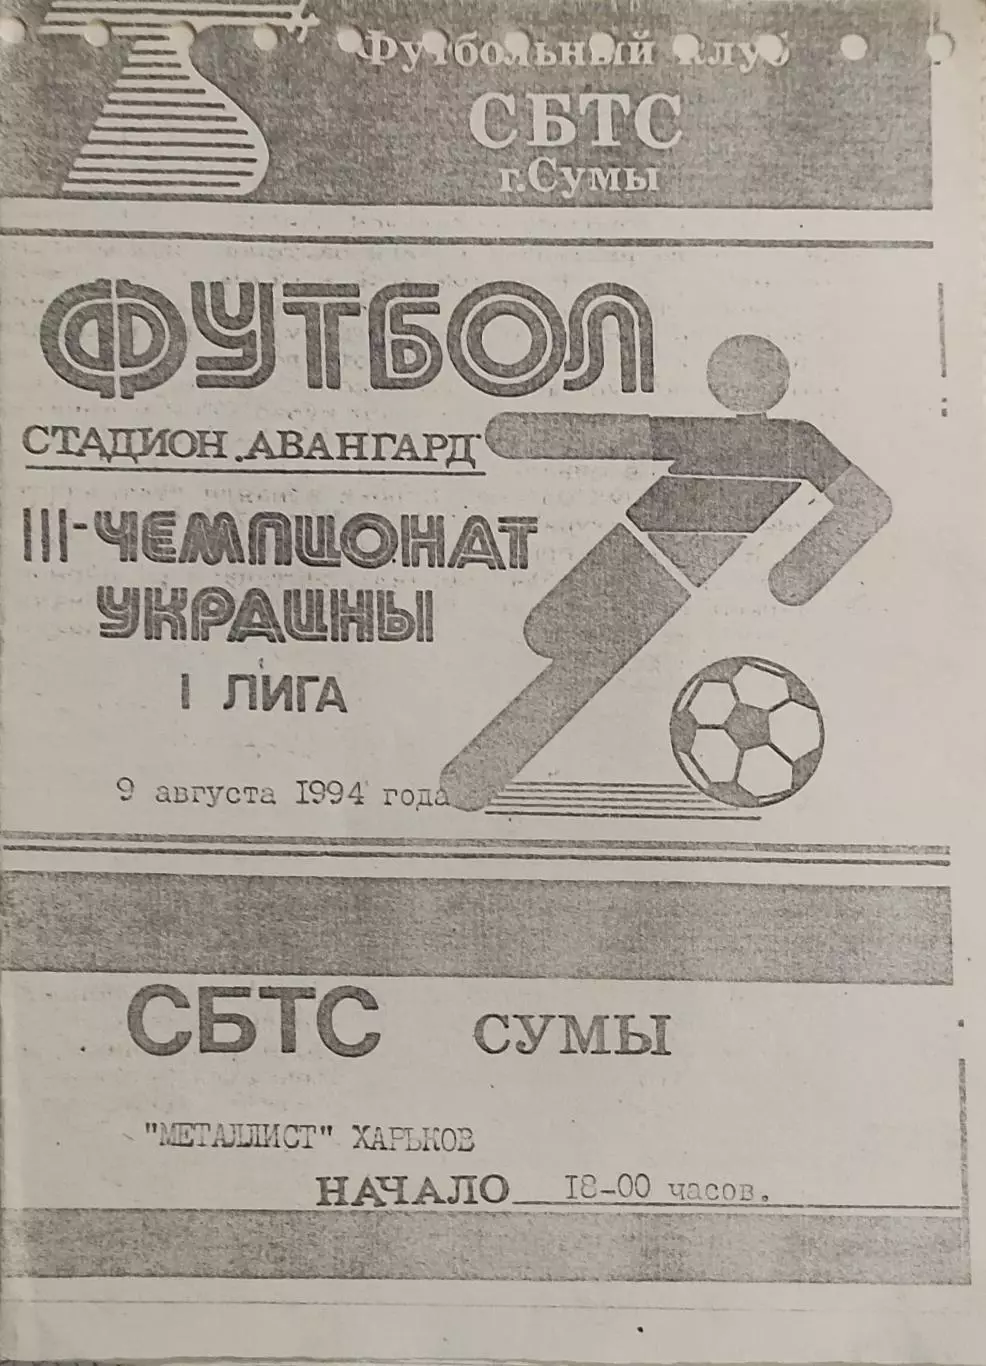 Футбольный клуб
СБТС
г.Сумы
ФУТБОЛ
СТАДИОН „АВАНГАРД"
III-ЧЕМПИОНАТ
УКРАИНЫ
I ЛИГА
9 августа 1994 года
СБТС СУМЫ
"МЕТАЛЛИСТ" ХАРЬКОВ
НАЧАЛО 18-00 часов.